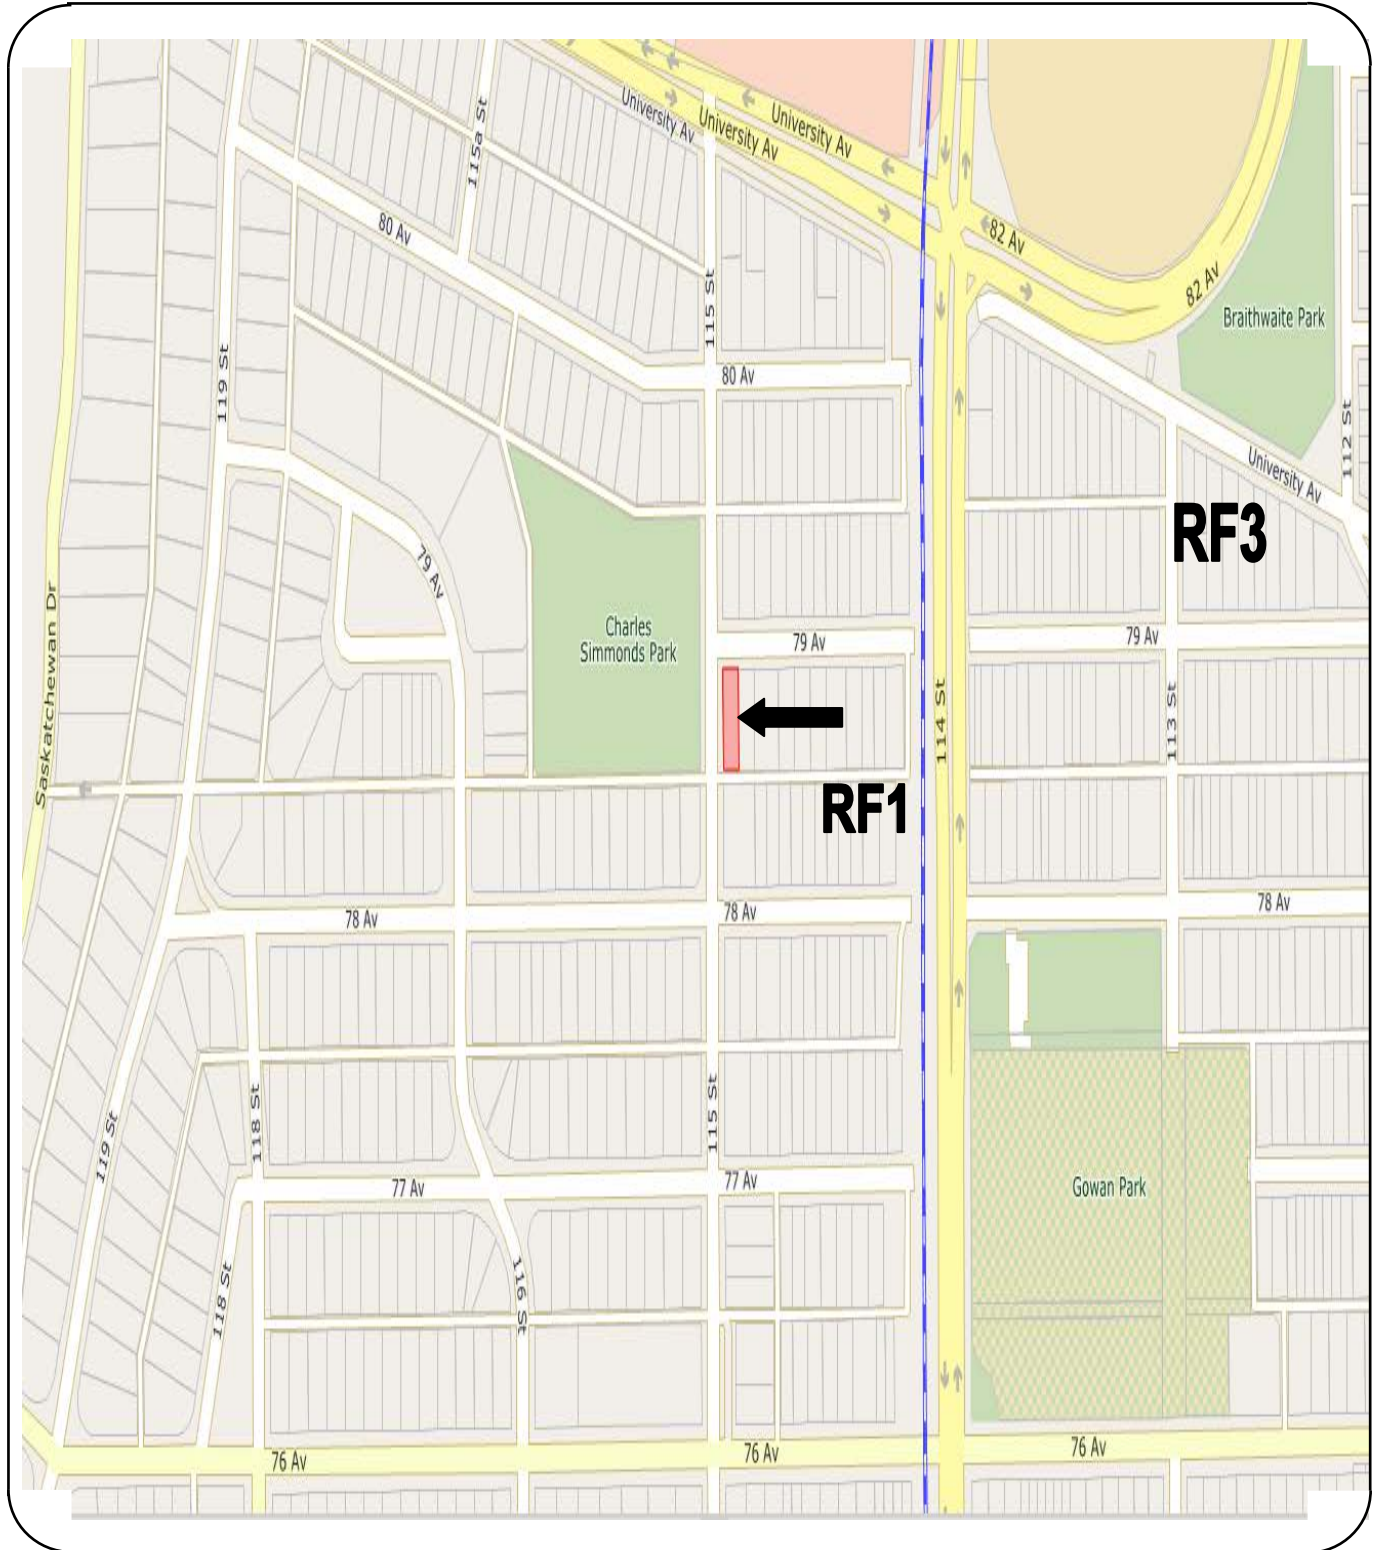 University Av
University Av
University Av
115a St
80 Av
82 Av
82 Av
115 St
Braithwaite Park
119 St
80 Av
112 St
University Av
RF3
79 Av
Saskatchewan Dr
Charles
Simmonds Park
79 Av
79 Av
114 St
113 St
RF1
78 Av
78 Av
78 Av
119 St
118 St
115 St
77 Av
77 Av
Gowan Park
118 St
116 St
76 Av
76 Av
76 Av